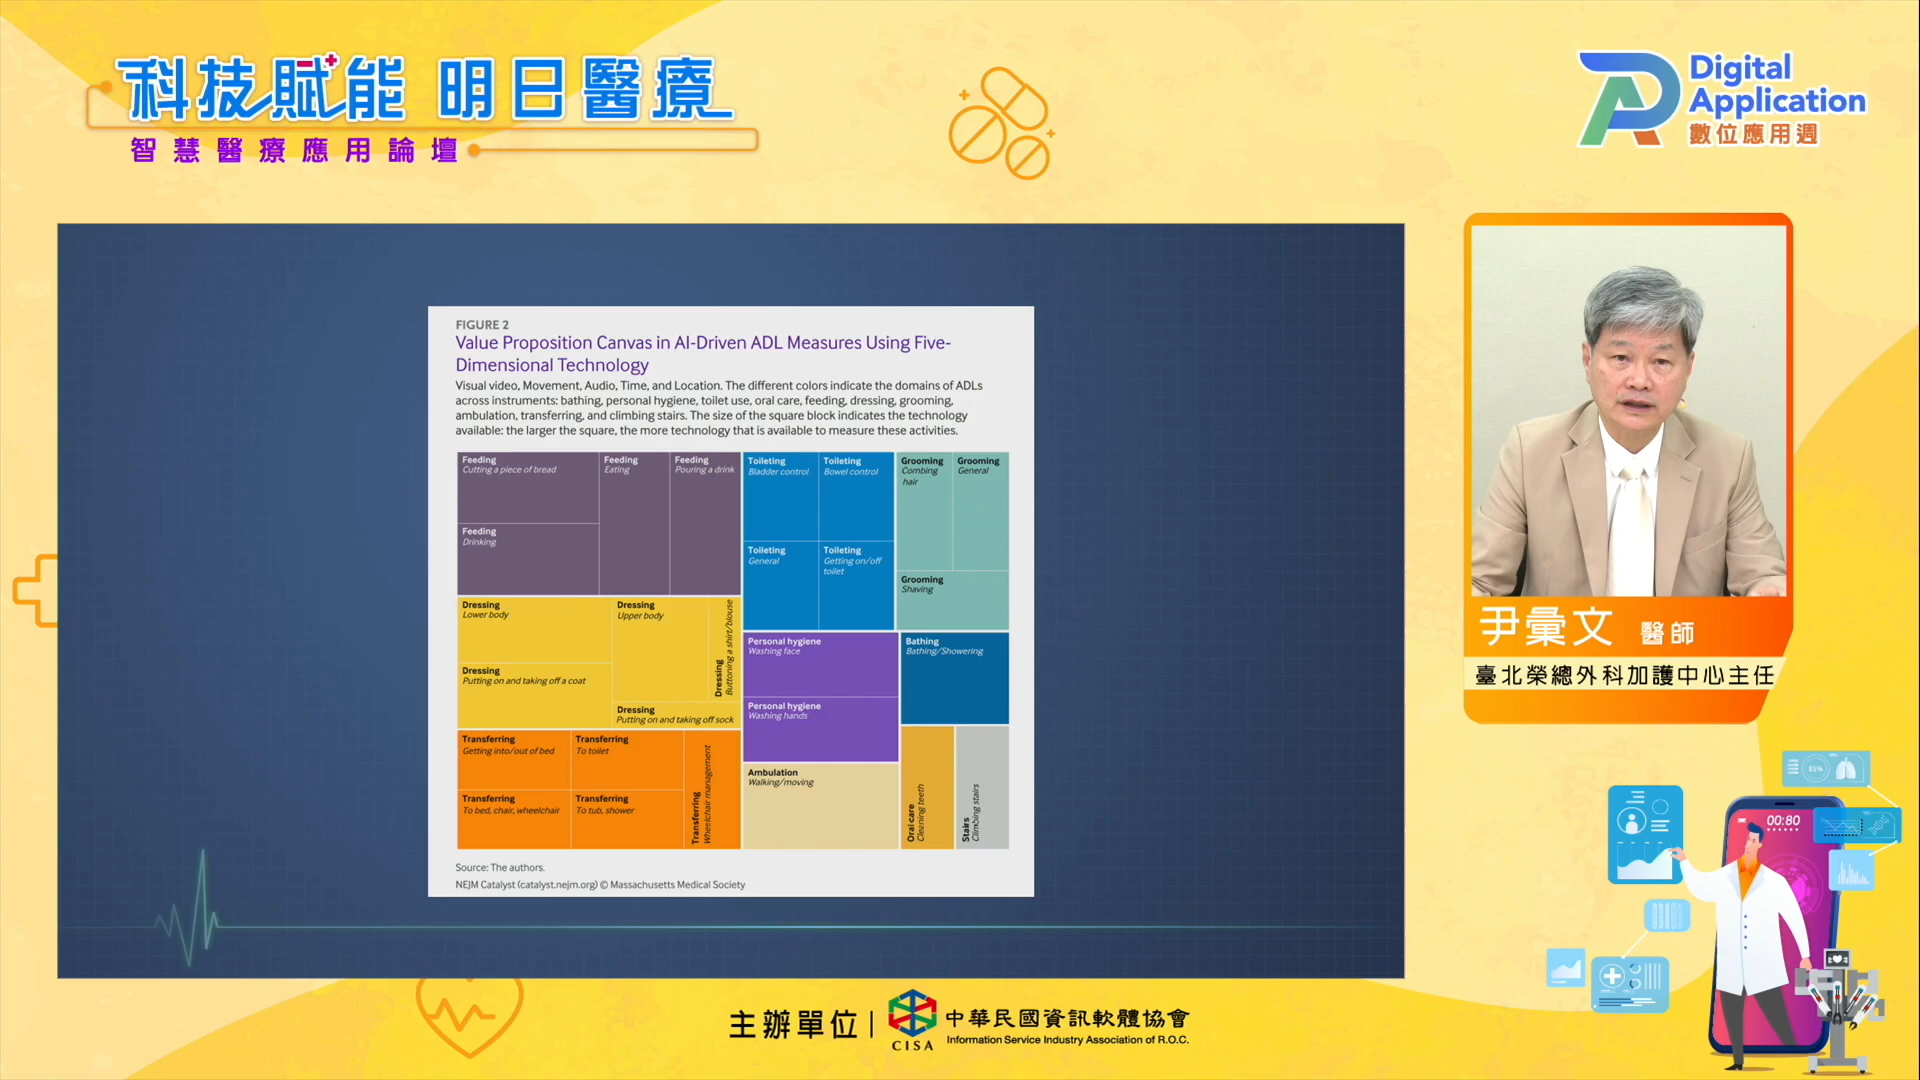 科技賦能 明日醫療
智慧醫療應用論壇
Digital
Application
數位應用週
FIGURE 2
Value Proposition Canvas in AI-Driven ADL Measures Using Five-
Dimensional Technology
Visual video, Movement, Audio, Time, and Location. The different colors indicate the domains of ADLs
across instruments: bathing, personal hygiene, toilet use, oral care, feeding, dressing, grooming,
ambulation, transferring, and climbing stairs. The size of the square block indicates the technology
available: the larger the square, the more technology that is available to measure these activities.
Feeding
Cutting a piece of bread
Feeding
Eating
Feeding
Pouring a drink
Feeding
Drinking
Toileting
Bladder control
Toileting
Bowel control
Toileting
General
Toileting
Getting on/off
toilet
Grooming
Combing
hair
Grooming
General
Grooming
Shaving
Dressing
Lower body
Dressing
Upper body
Dressing
Buttoning a shirt/blouse
Dressing
Putting on and taking off a coat
Dressing
Putting on and taking off sock
Personal hygiene
Washing face
Personal hygiene
Washing hands
Bathing
Bathing/Showering
Transferring
Getting into/out of bed
Transferring
To toilet
Transferring
To bed, chair, wheelchair
Transferring
To tub, shower
Transferring
Wheelchair management
Ambulation
Walking/moving
Oral care
Cleaning teeth
Stairs
Climbing stairs
Source: The authors.
NEJM Catalyst (catalyst.nejm.org) © Massachusetts Medical Society
尹彙文 醫師
臺北榮總外科加護中心主任
00:80
85%
主辦單位
CISA
中華民國資訊軟體協會
Information Service Industry Association of R.O.C.